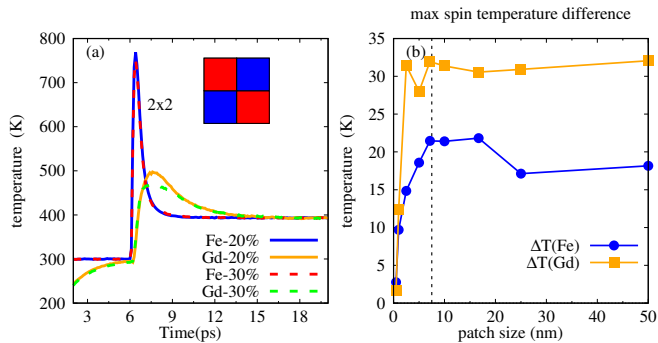 max spin temperature difference
(a)
2x2
temperature (K)
800
700
600
500
400
300
200
Fe-20%
Gd-20%
Fe-30%
Gd-30%
3 6 9 12 15 18
Time(ps)
(b)
temperature (K)
35
30
25
20
15
10
5
0
ΔT(Fe)
ΔT(Gd)
0 10 20 30 40 50
patch size (nm)